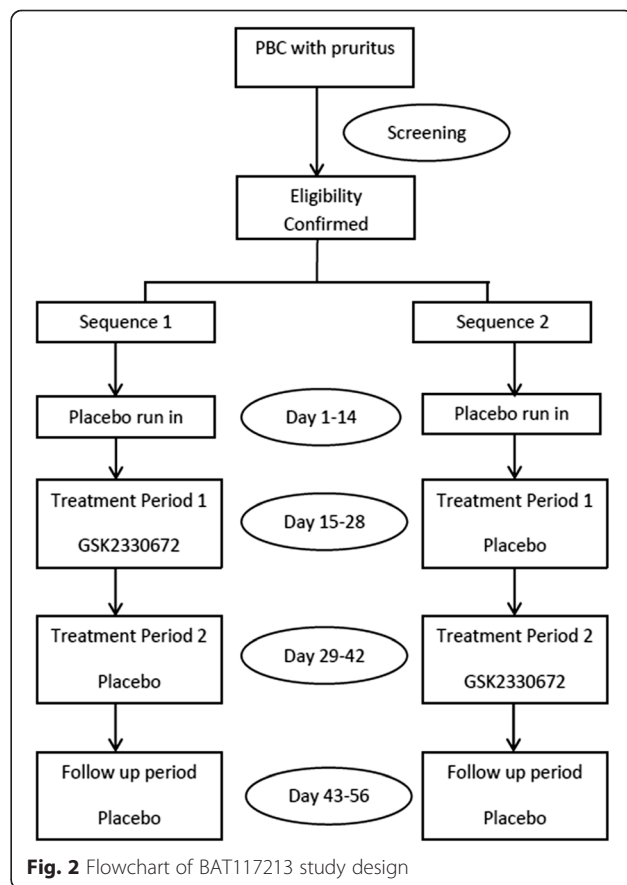 PBC with pruritus
Screening
Eligibility
Confirmed
Sequence 1
Sequence 2
Placebo run in
Day 1-14
Placebo run in
Treatment Period 1
GSK2330672
Day 15-28
Treatment Period 1
Placebo
Treatment Period 2
Placebo
Day 29-42
Treatment Period 2
GSK2330672
Follow up period
Placebo
Day 43-56
Follow up period
Placebo
Fig. 2 Flowchart of BAT117213 study design